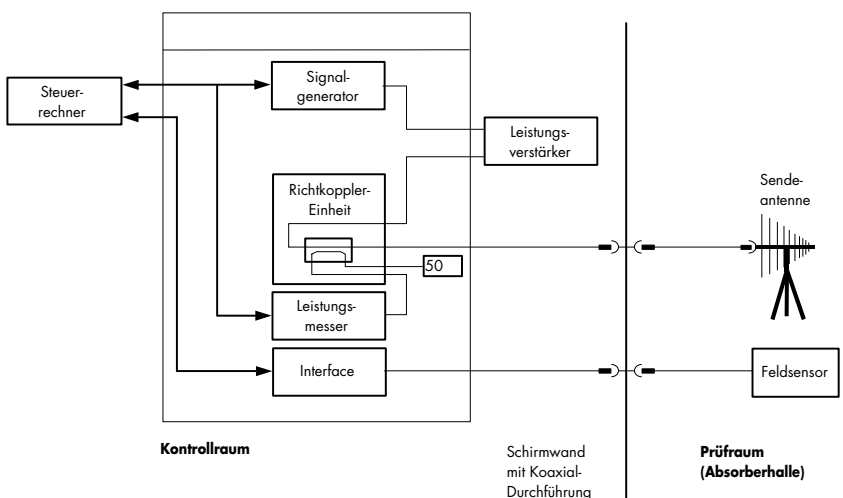 Steuer-
rechner
Signal-
generator
Leistungs-
verstärker
Richtkoppler-
Einheit
50
Leistungs-
messer
Interface
Sende-
antenne
Feldsensor
Kontrollraum
Schirmwand
mit Koaxial-
Durchführung
Prüfraum
(Absorberhalle)